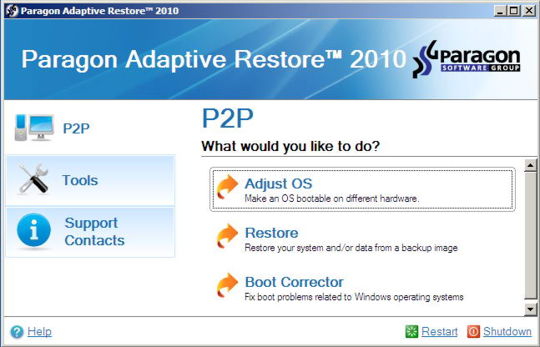 Paragon Adaptive Restore™ 2010
Paragon Adaptive Restore™ 2010
Paragon
SOFTWARE GROUP
P2P
Tools
Support
Contacts
P2P
What would you like to do?
Adjust OS
Make an OS bootable on different hardware.
Restore
Restore your system and/or data from a backup image
Boot Corrector
Fix boot problems related to Windows operating systems
Help
Restart
Shutdown